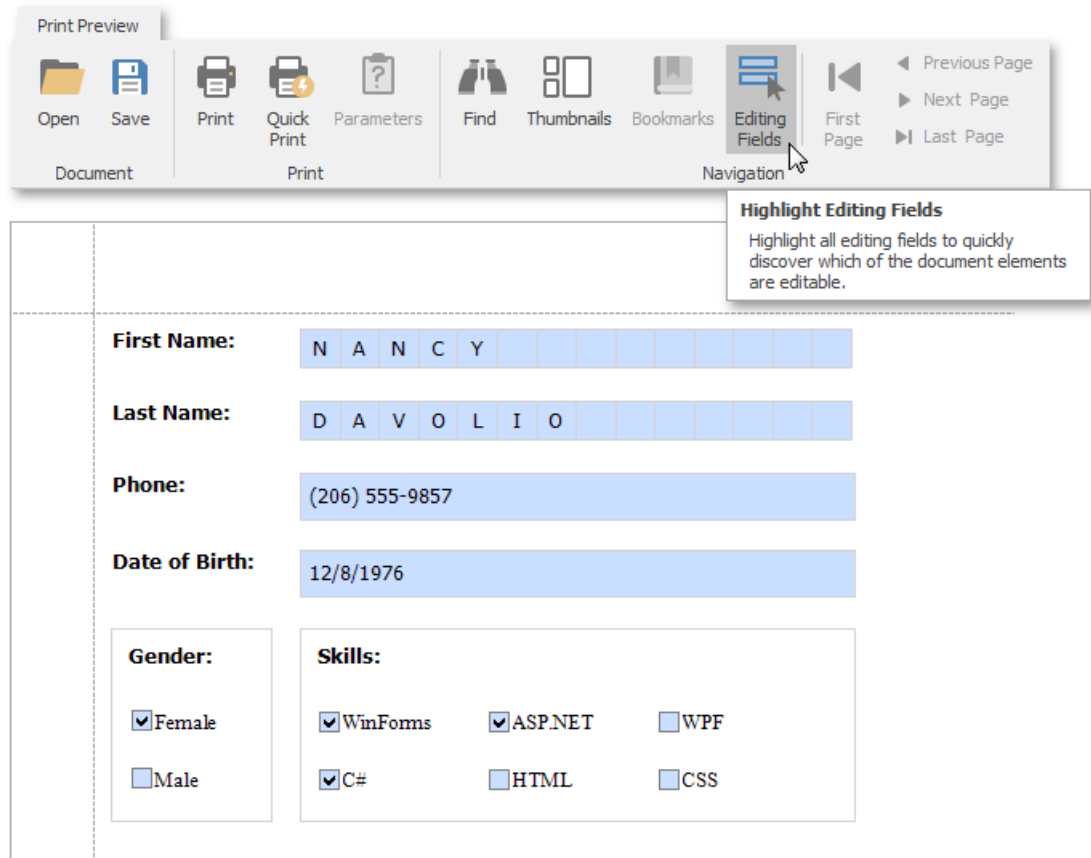 Print Preview
Open Save Print Quick Print Parameters Find Thumbnails Bookmarks Editing Fields First Page
Previous Page
Next Page
Last Page
Document Print Navigation
Highlight Editing Fields
Highlight all editing fields to quickly
discover which of the document elements
are editable.
First Name: N A N C Y
Last Name: D A V O L I O
Phone: (206) 555-9857
Date of Birth: 12/8/1976
Gender: Skills:
Female WinForms ASP.NET WPF
Male C# HTML CSS